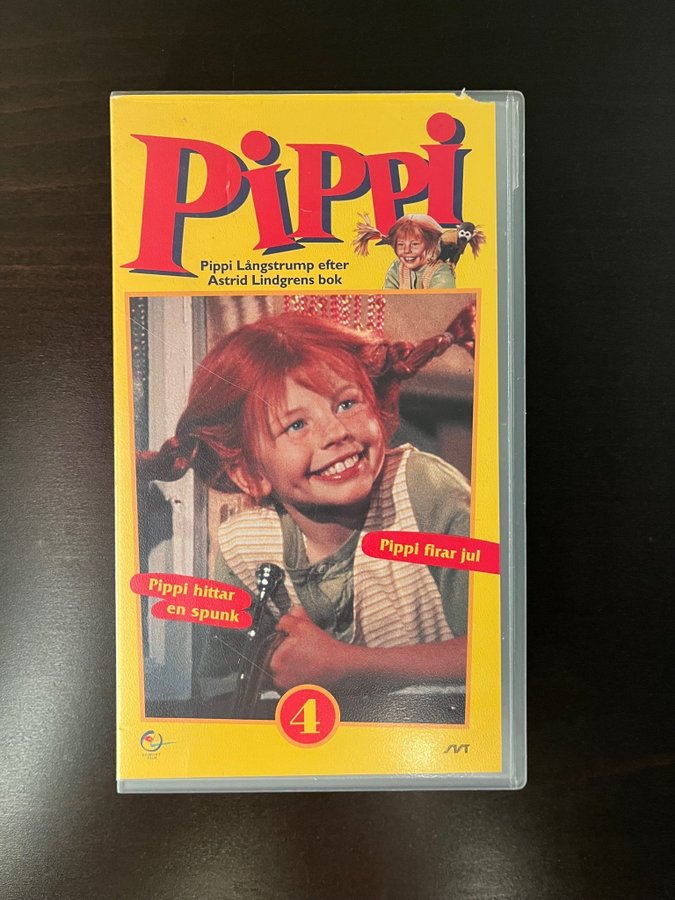 Pippi
Pippi Långstrump efter
Astrid Lindgrens bok
Pippi firar jul
Pippi hittar
en spunk
4
SVT